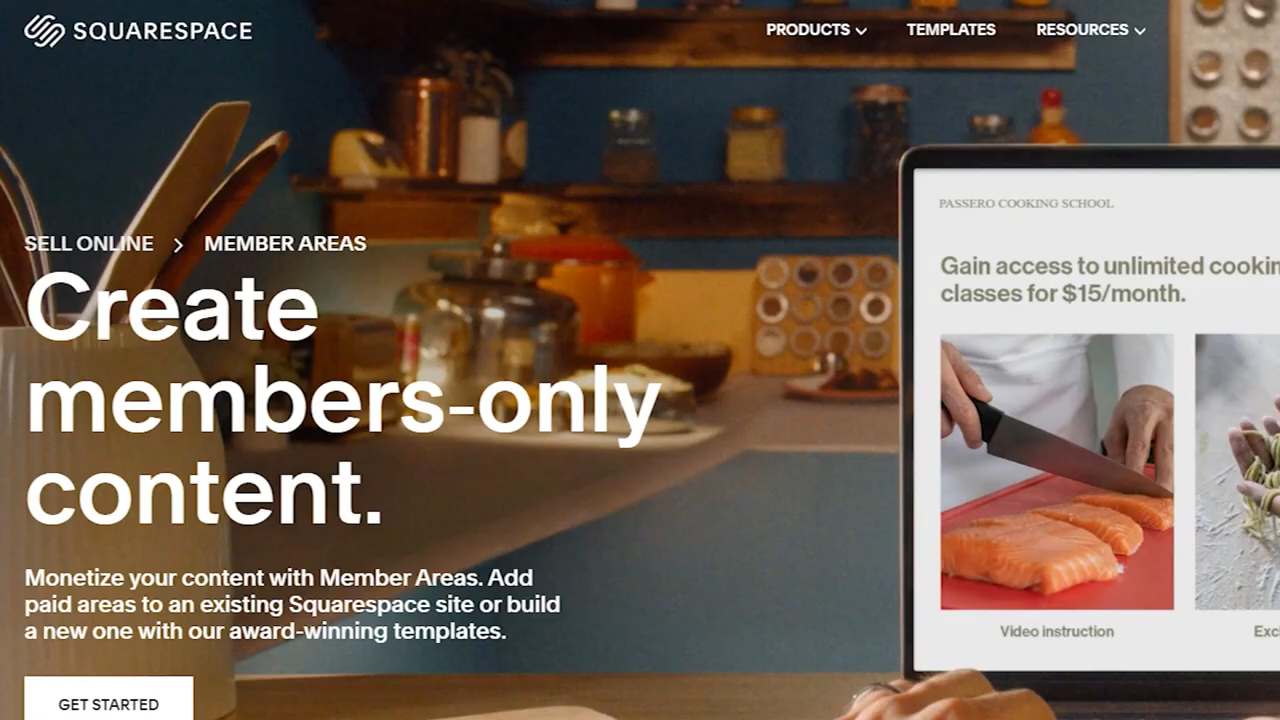 SQUARESPACE
PRODUCTS
TEMPLATES
RESOURCES
SELL ONLINE
MEMBER AREAS
Create
members-only
content.
Monetize your content with Member Areas. Add
paid areas to an existing Squarespace site or build
a new one with our award-winning templates.
GET STARTED
PASSERO COOKING SCHOOL
Gain access to unlimited
classes for $15/month.
Video instruction